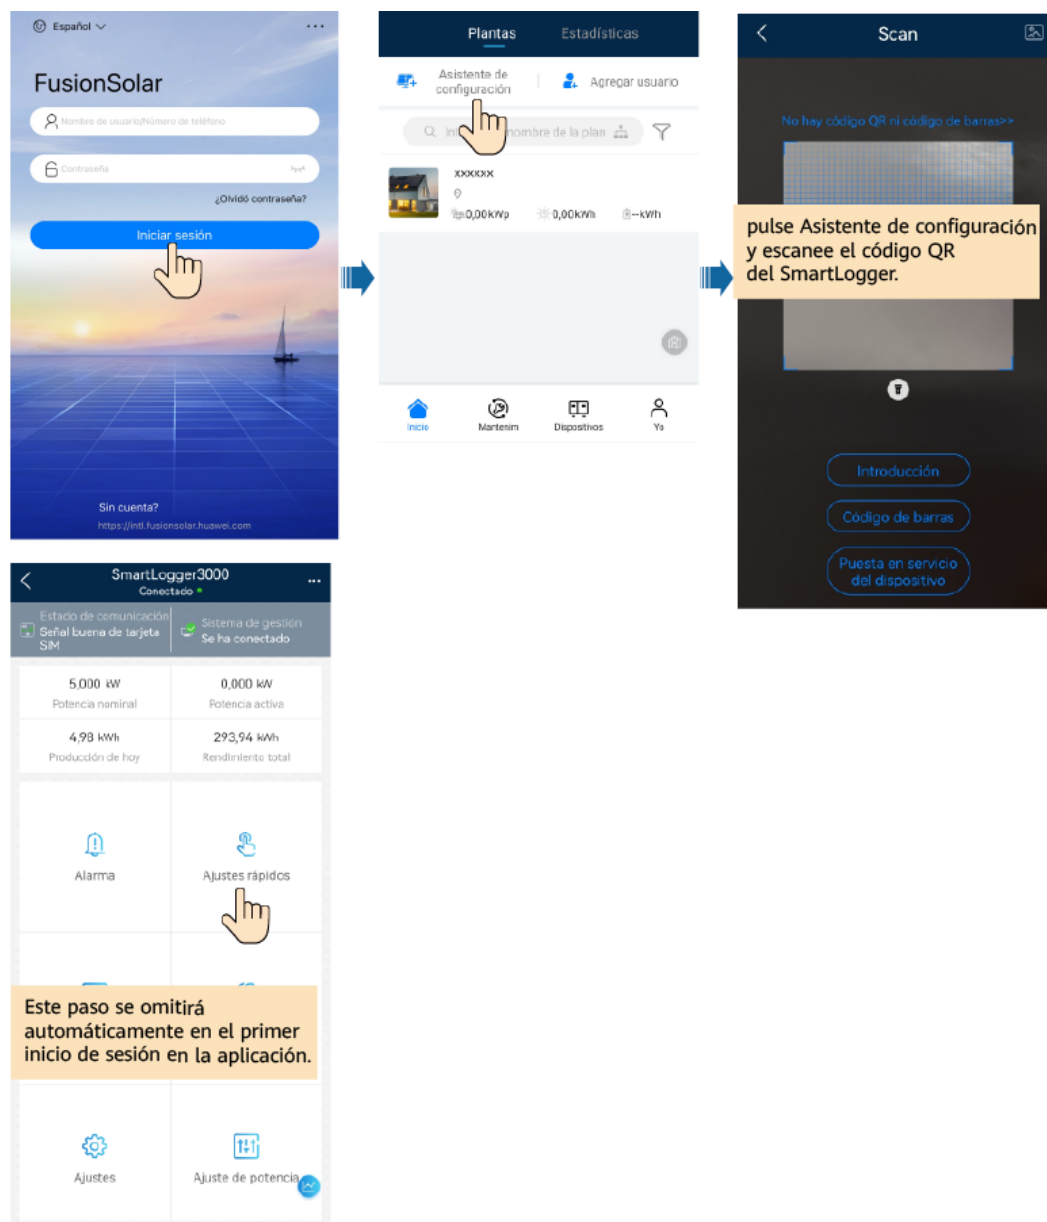 Español
...
FusionSolar
Nombre de usuario/Número de teléfono
Contraseña
¿Olvidó contraseña?
Iniciar sesión
Sin cuenta?
https://intl.fusionsolar.huawei.com
Plantas
Estadísticas
Asistente de
configuración
Agregar usuario
nombre de la plan
xxxxxx
0,00kWp
0,00kWh
--kWh
Inicio
Mantenim
Dispositivos
Yo
Scan
No hay código QR ni código de barras>>
pulse Asistente de configuración
y escanee el código QR
del SmartLogger.
Introducción
Código de barras
Puesta en servicio
del dispositivo
SmartLogger3000
...
Conectado
Estado de comunicación
Señal buena de tarjeta
SIM
Sistema de gestión
Se ha conectado
5,000 kW
Potencia nominal
0,000 kW
Potencia activa
4,98 kWh
Producción de hoy
293,94 kWh
Rendimiento total
Alarma
Ajustes rápidos
Este paso se omitirá
automáticamente en el primer
inicio de sesión en la aplicación.
Ajustes
Ajuste de potencia